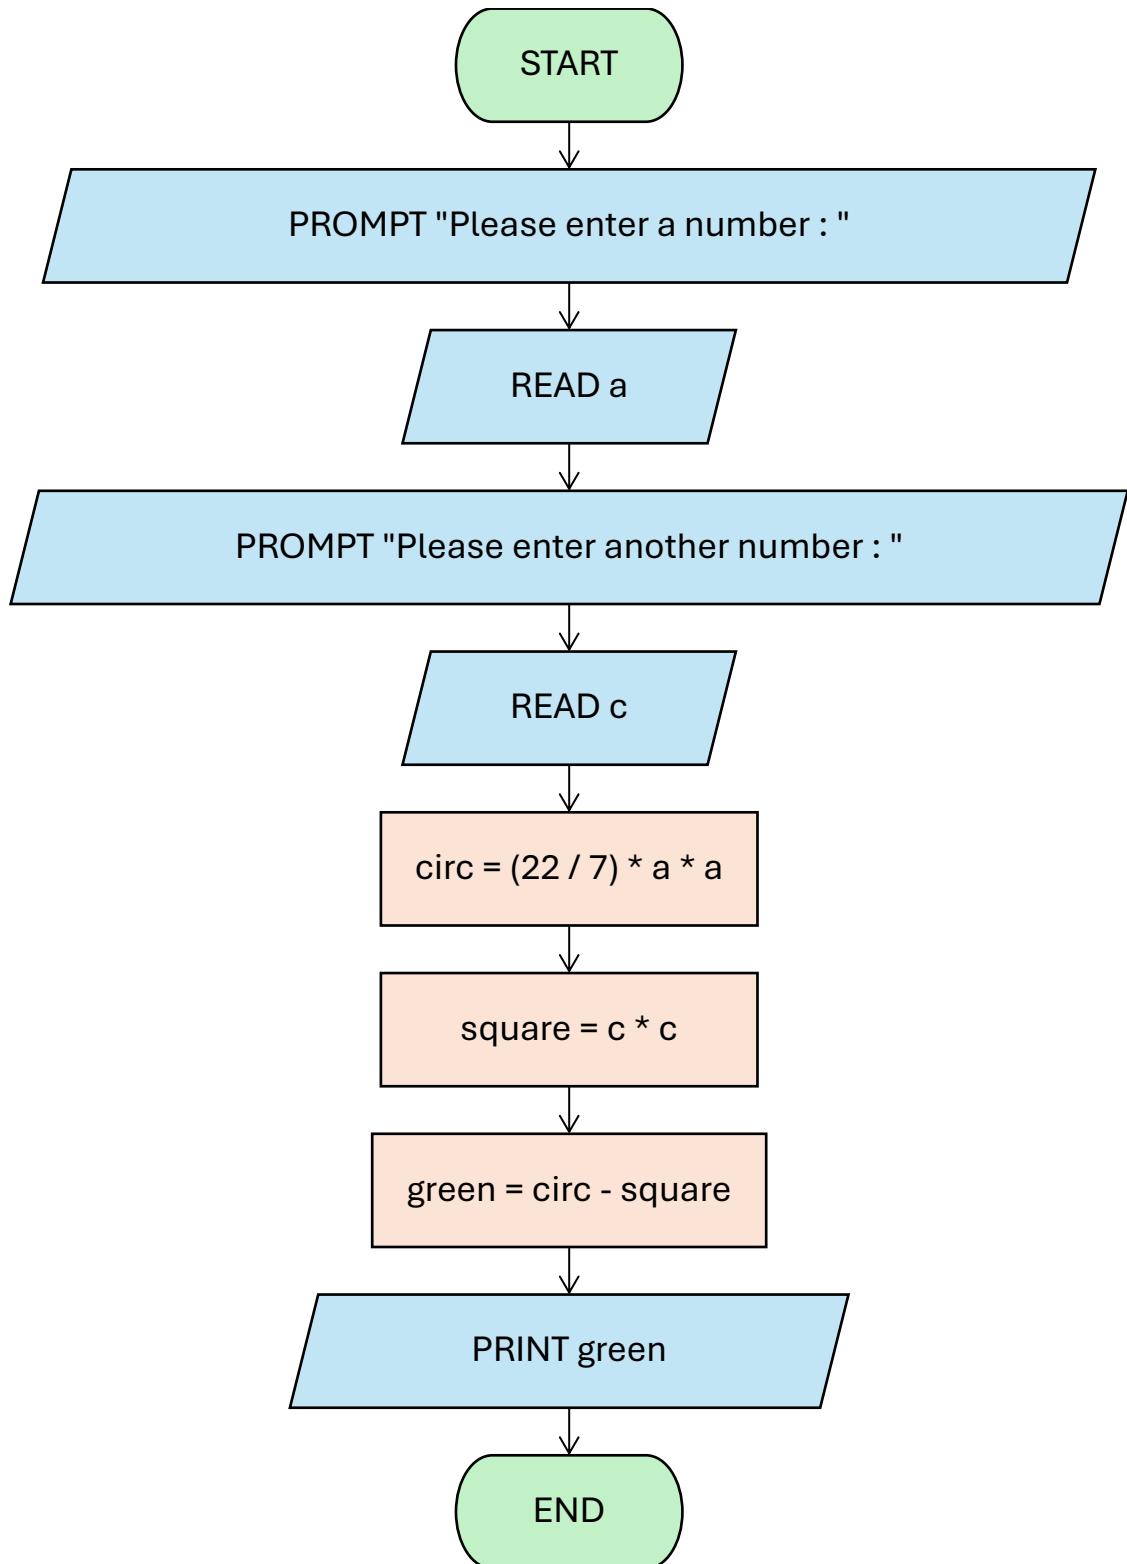 START
PROMPT "Please enter a number : "
READ a
PROMPT "Please enter another number : "
READ c
circ = (22 / 7) * a * a
square = c * c
green = circ - square
PRINT green
END